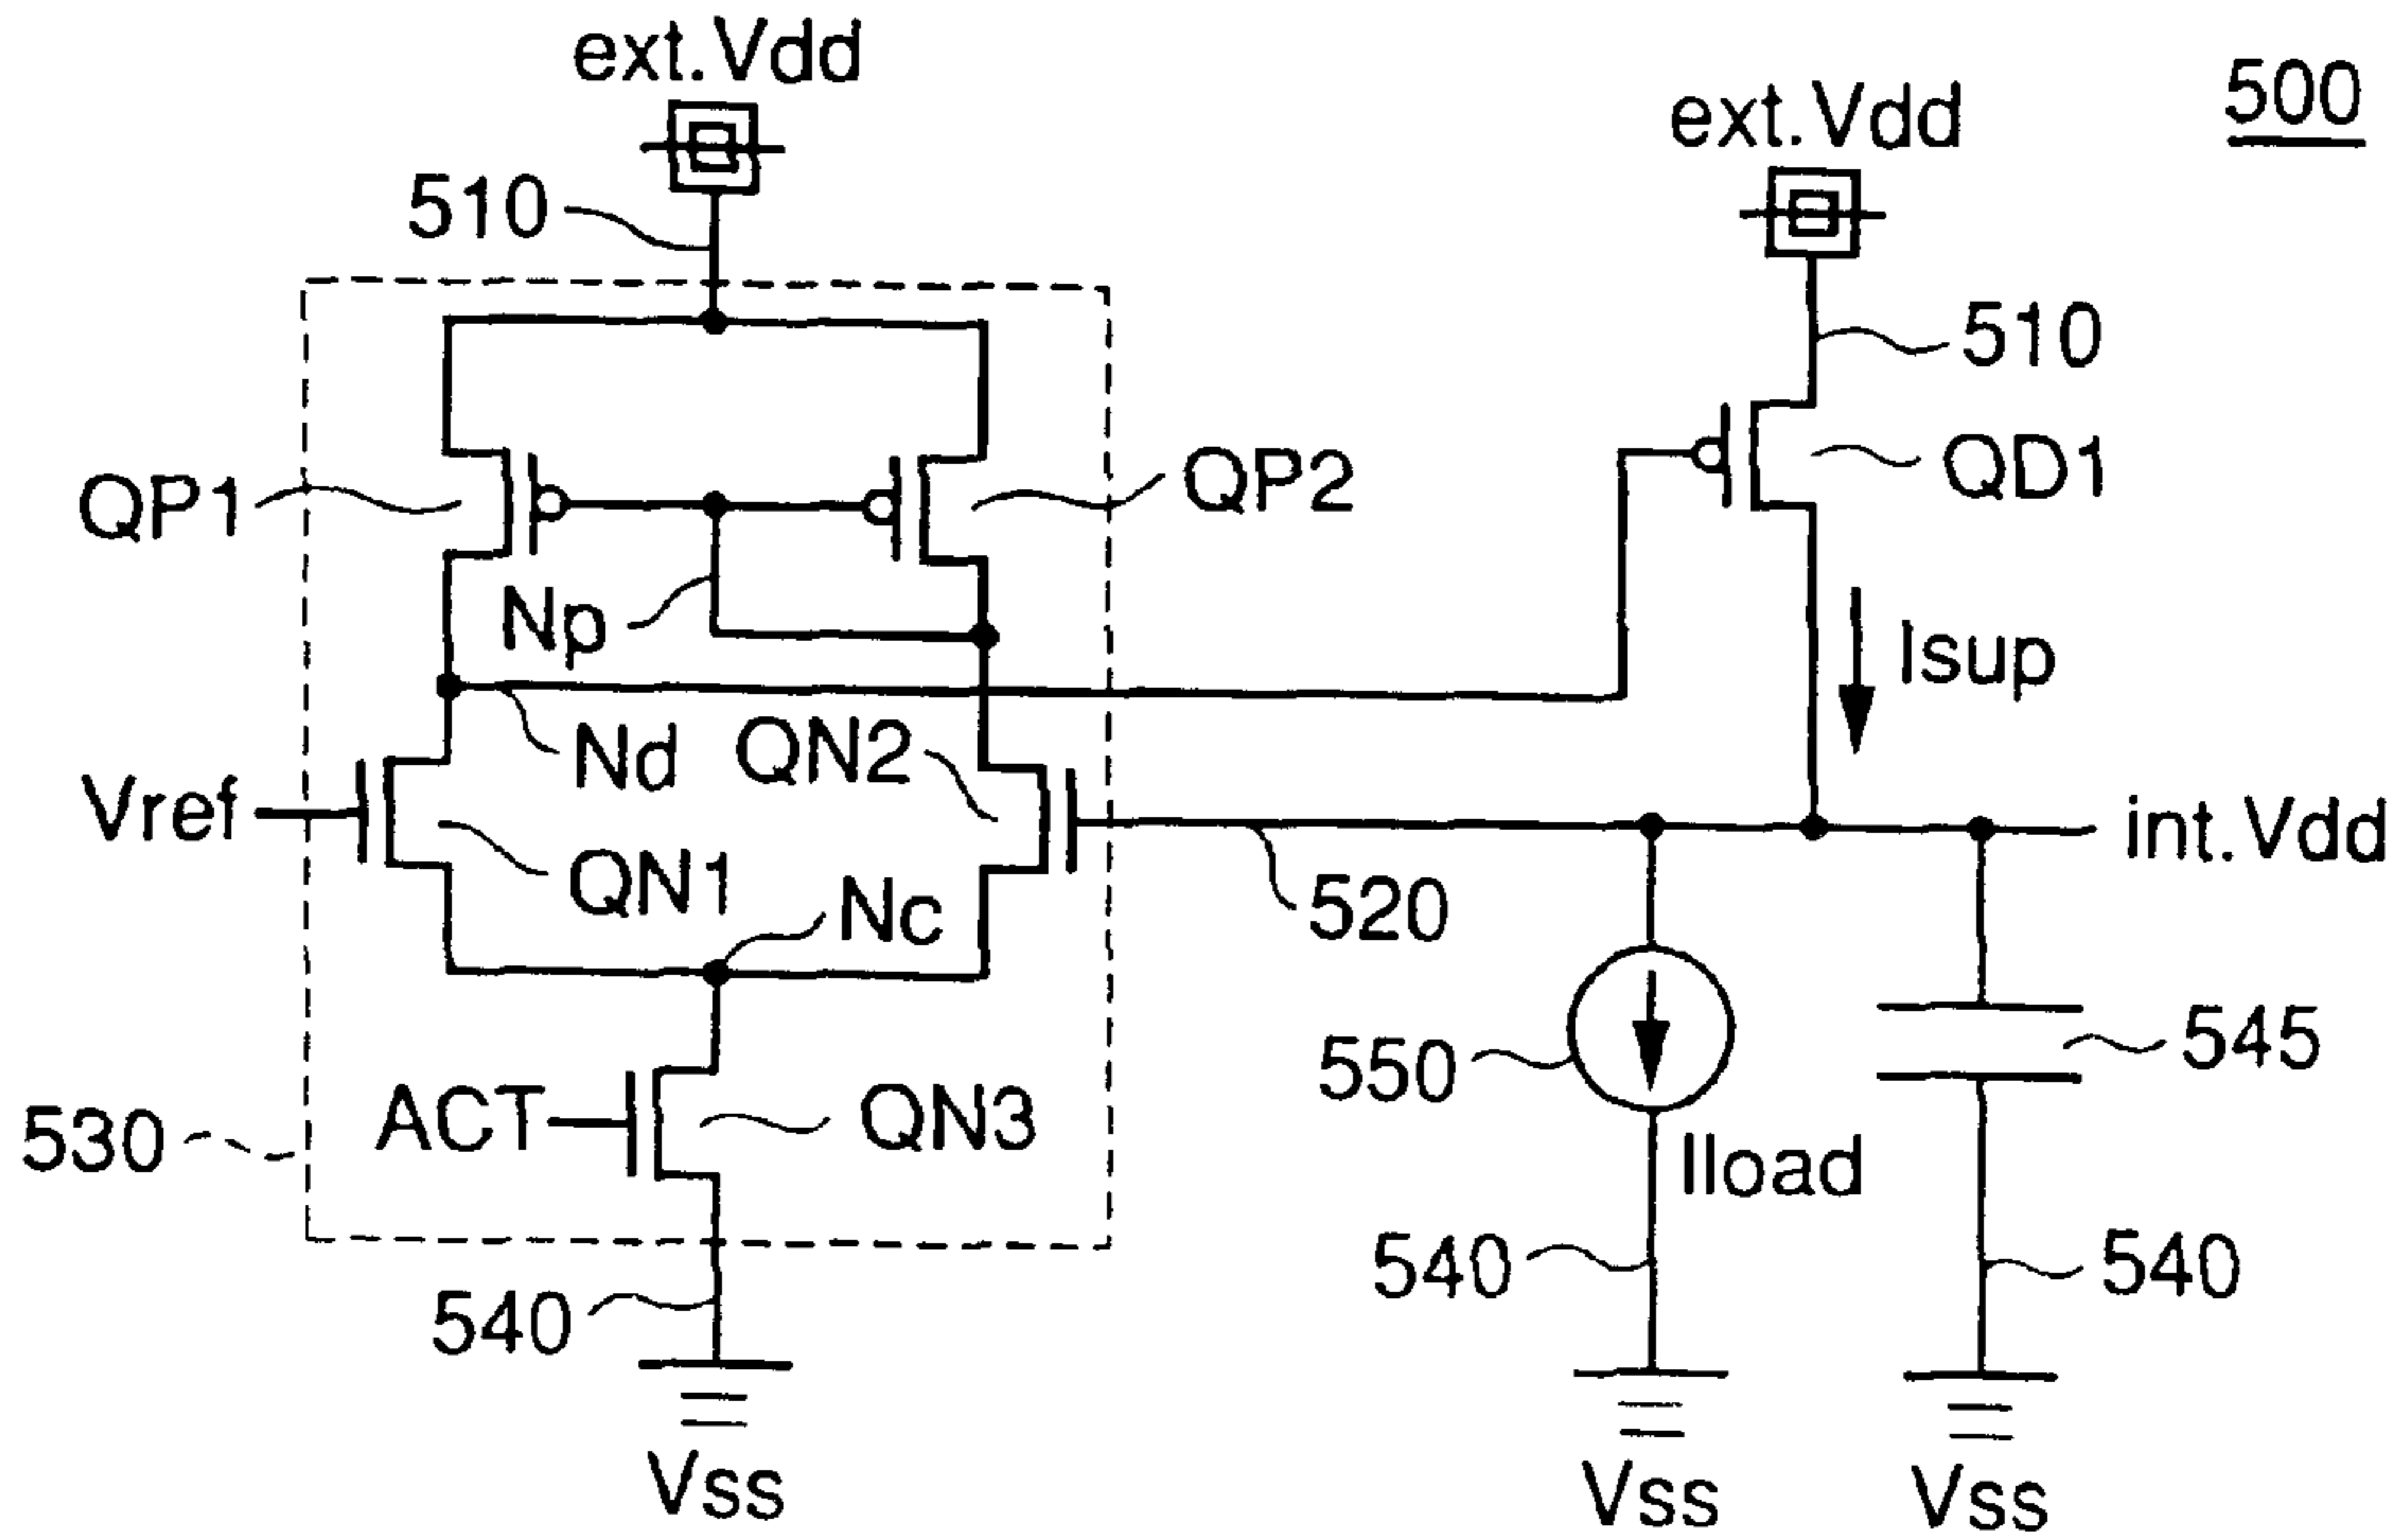 ext.Vdd
ext.Vdd
500
510
510
QP1
QP2
QD1
Np
Isup
Nd
QN2
Vref
int.Vdd
QN1
Nc
520
550
545
ACT
QN3
530
Iload
540
540
540
Vss
Vss
Vss